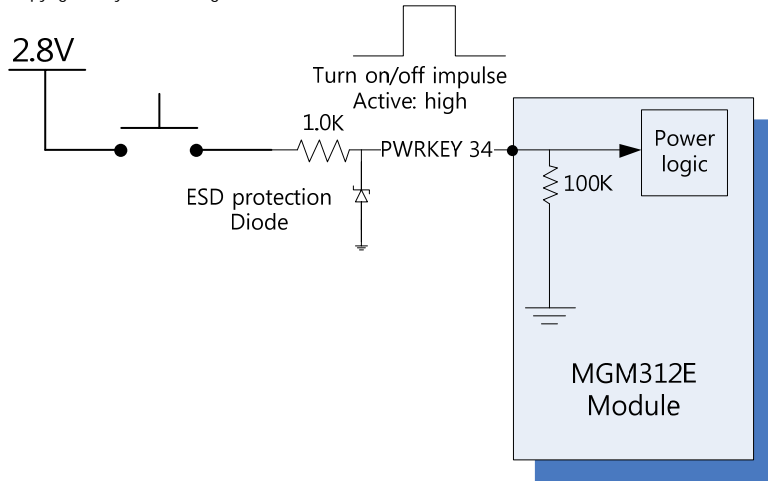 2.8V
Turn on/off impulse
Active: high
1.0K
PWRKEY 34
Power
logic
100K
ESD protection
Diode
MGM312E
Module